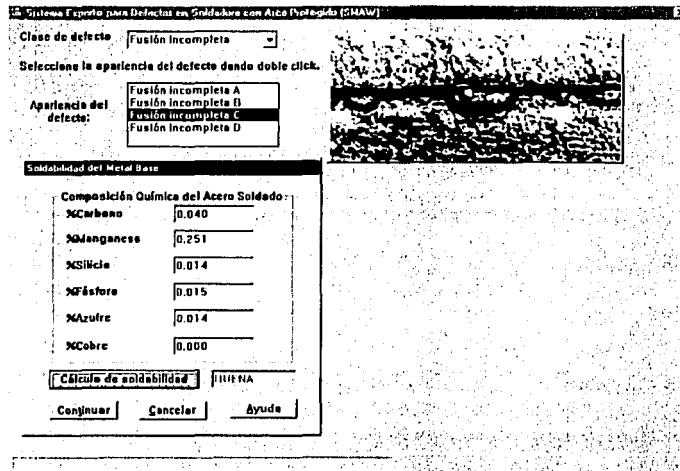 Sistema Experto para Defectos en Soldadura con Arco Protegido (SMAW)
Clase de defecto
Fusión Incompleta
Seleccione la apariencia del defecto dando doble click.
Apariencia del defecto:
Fusión Incompleta A
Fusión Incompleta B
Fusión Incompleta C
Fusión Incompleta D
Soldabilidad del Metal Base
Composición Química del Acero Soldado:
%Carbono 0.040
%Manganeso 0.251
%Silicio 0.014
%Fósforo 0.015
%Azufre 0.014
%Cobre 0.000
Cálculo de soldabilidad BUENA
Continuar Cancelar Ayuda